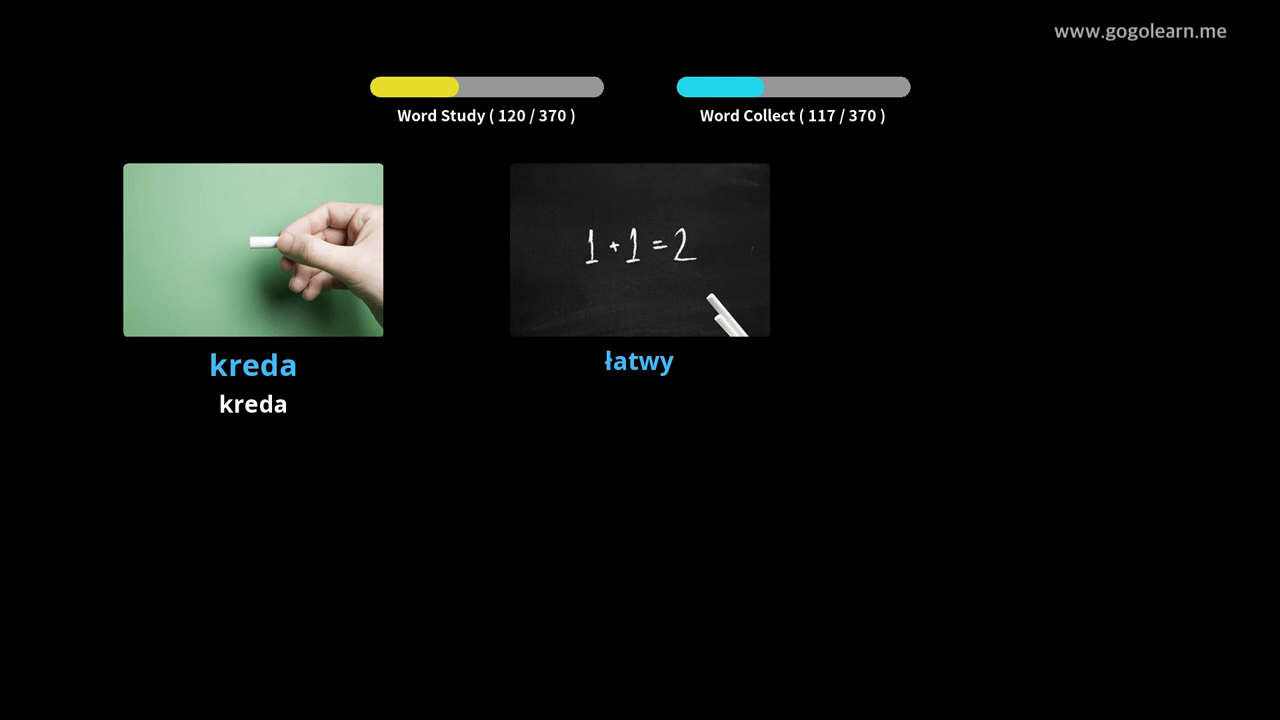 www.gogolearn.me
Word Study ( 120 / 370 )
Word Collect ( 117 / 370 )
1 + 1 = 2
kreda
łatwy
kreda